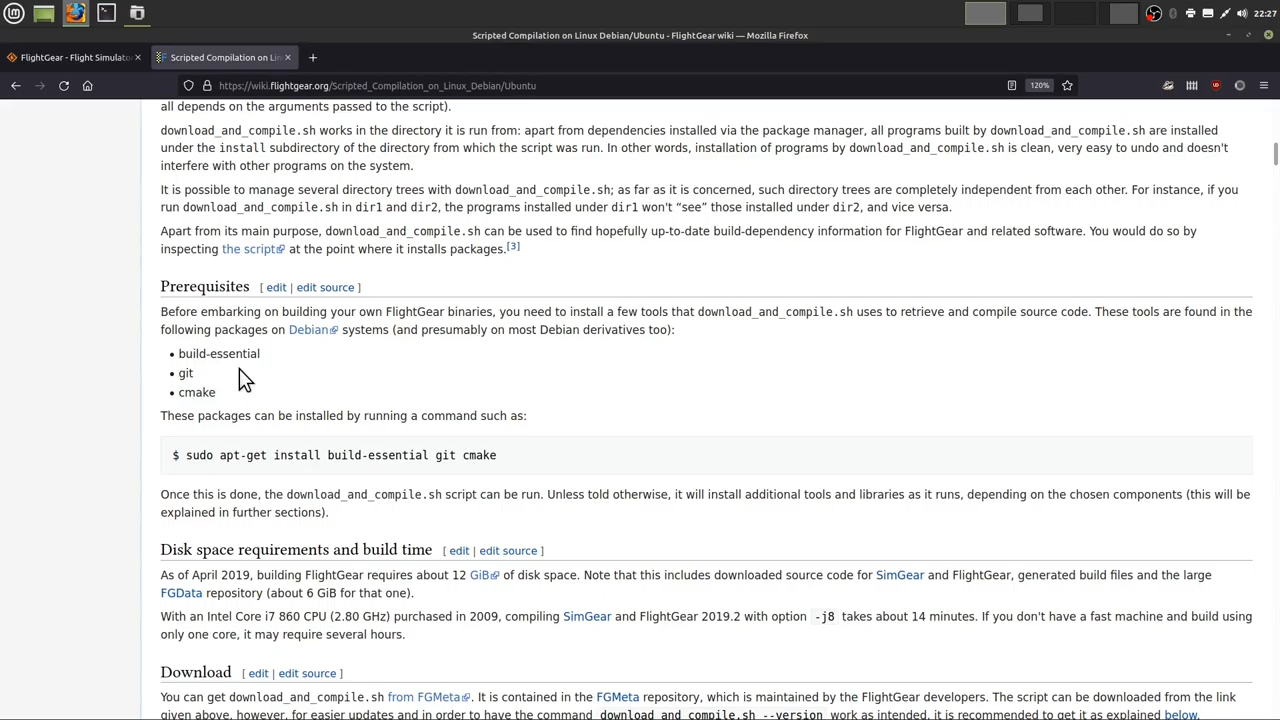 22:27
Scripted Compilation on Linux Debian/Ubuntu - FlightGear wiki — Mozilla Firefox
FlightGear - Flight Simulato
Scripted Compilation on Lin
https://wiki.flightgear.org/Scripted_Compilation_on_Linux_Debian/Ubuntu
120%
all depends on the arguments passed to the script).
download_and_compile.sh works in the directory it is run from: apart from dependencies installed via the package manager, all programs built by download_and_compile.sh are installed
under the install subdirectory of the directory from which the script was run. In other words, installation of programs by download_and_compile.sh is clean, very easy to undo and doesn't
interfere with other programs on the system.
It is possible to manage several directory trees with download_and_compile.sh; as far as it is concerned, such directory trees are completely independent from each other. For instance, if you
run download_and_compile.sh in dir1 and dir2, the programs installed under dir1 won't “see” those installed under dir2, and vice versa.
Apart from its main purpose, download_and_compile.sh can be used to find hopefully up-to-date build-dependency information for FlightGear and related software. You would do so by
inspecting the script at the point where it installs packages.[3]
Prerequisites [ edit | edit source ]
Before embarking on building your own FlightGear binaries, you need to install a few tools that download_and_compile.sh uses to retrieve and compile source code. These tools are found in the
following packages on Debian systems (and presumably on most Debian derivatives too):
• build-essential
• git
• cmake
These packages can be installed by running a command such as:
$ sudo apt-get install build-essential git cmake
Once this is done, the download_and_compile.sh script can be run. Unless told otherwise, it will install additional tools and libraries as it runs, depending on the chosen components (this will be
explained in further sections).
Disk space requirements and build time [ edit | edit source ]
As of April 2019, building FlightGear requires about 12 GiB of disk space. Note that this includes downloaded source code for SimGear and FlightGear, generated build files and the large
FGData repository (about 6 GiB for that one).
With an Intel Core i7 860 CPU (2.80 GHz) purchased in 2009, compiling SimGear and FlightGear 2019.2 with option -j8 takes about 14 minutes. If you don't have a fast machine and build using
only one core, it may require several hours.
Download [ edit | edit source ]
You can get download_and_compile.sh from FGMeta. It is contained in the FGMeta repository, which is maintained by the FlightGear developers. The script can be downloaded from the link
given above, however, for easier updates and in order to have the command download_and_compile.sh --version work as intended, it is recommended to get it as explained below.